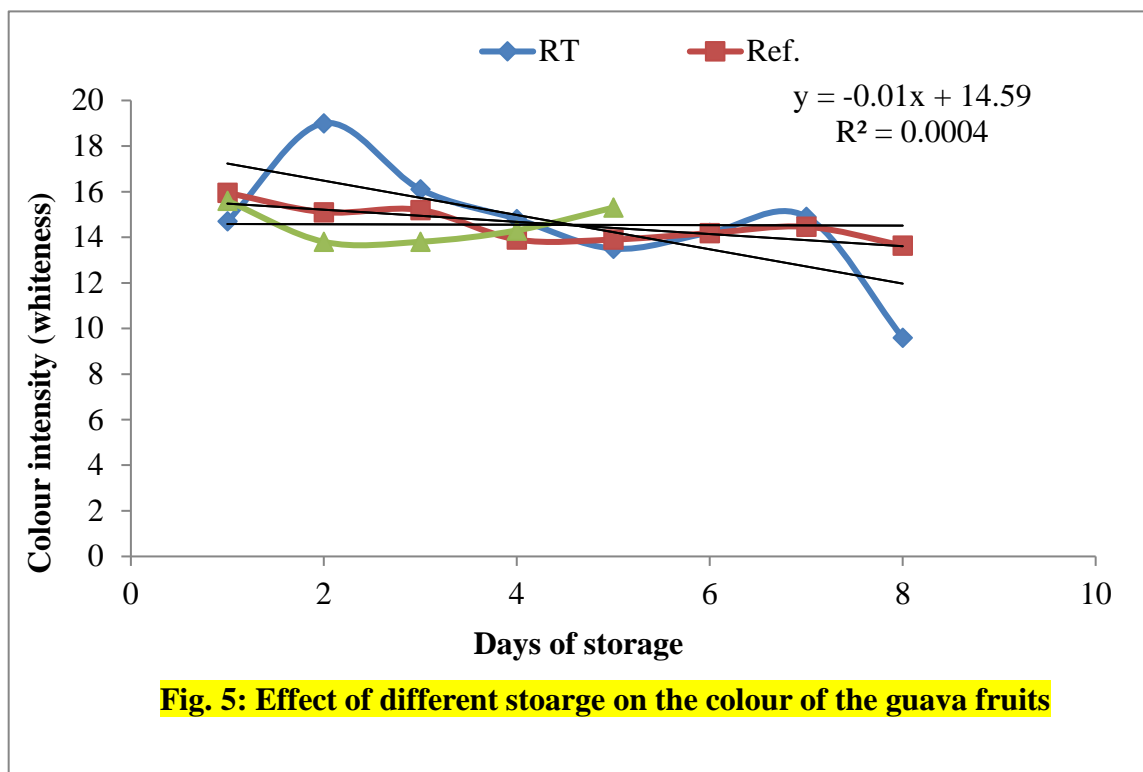 RT Ref.
y = -0.01x + 14.59
R² = 0.0004
20
18
16
14
12
10
8
6
4
2
0
Colour intensity (whiteness)
0 2 4 6 8 10
Days of storage
Fig. 5: Effect of different stoarge on the colour of the guava fruits